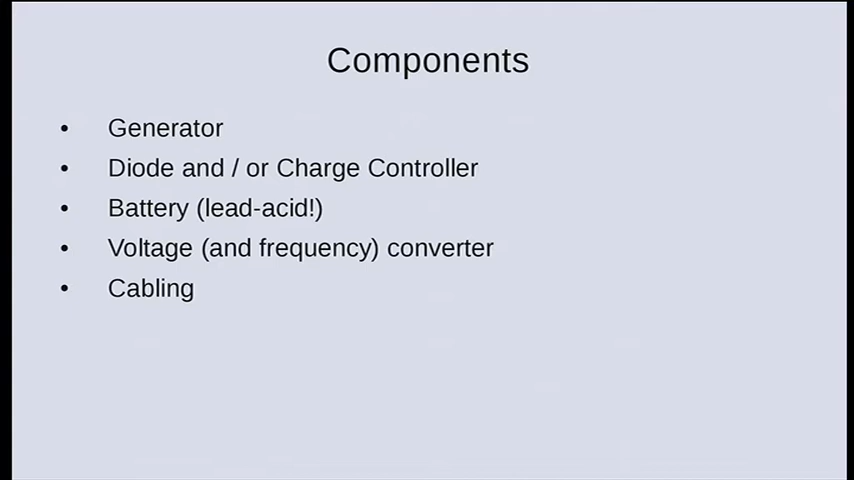 Components
• Generator
• Diode and / or Charge Controller
• Battery (lead-acid!)
• Voltage (and frequency) converter
• Cabling